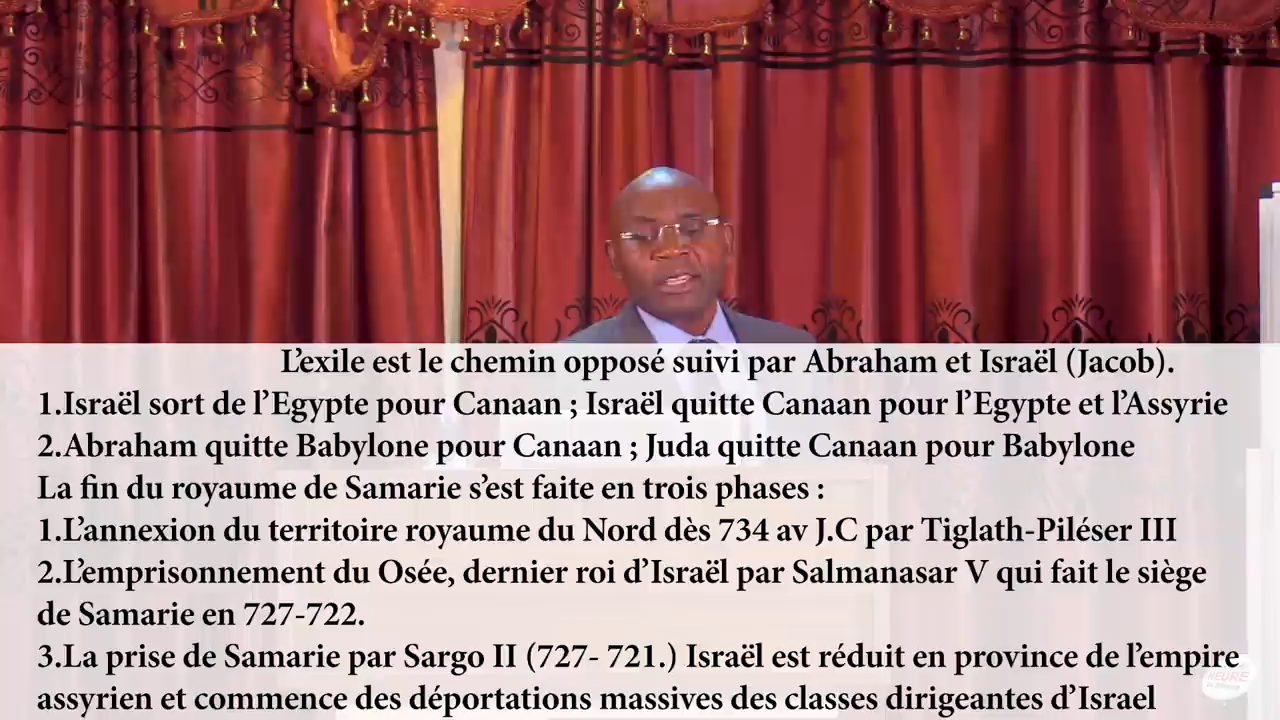 L'exile est le chemin opposé suivi par Abraham et Israël (Jacob).
1.Israël sort de l'Egypte pour Canaan ; Israël quitte Canaan pour l'Egypte et l'Assyrie
2.Abraham quitte Babylone pour Canaan ; Juda quitte Canaan pour Babylone
La fin du royaume de Samarie s'est faite en trois phases :
1.L'annexion du territoire royaume du Nord dès 734 av J.C par Tiglath-Piléser III
2.L'emprisonnement du Osée, dernier roi d'Israël par Salmanasar V qui fait le siège
de Samarie en 727-722.
3.La prise de Samarie par Sargo II (727- 721.) Israël est réduit en province de l'empire
assyrien et commence des déportations massives des classes dirigeantes d'Israel
HEURE